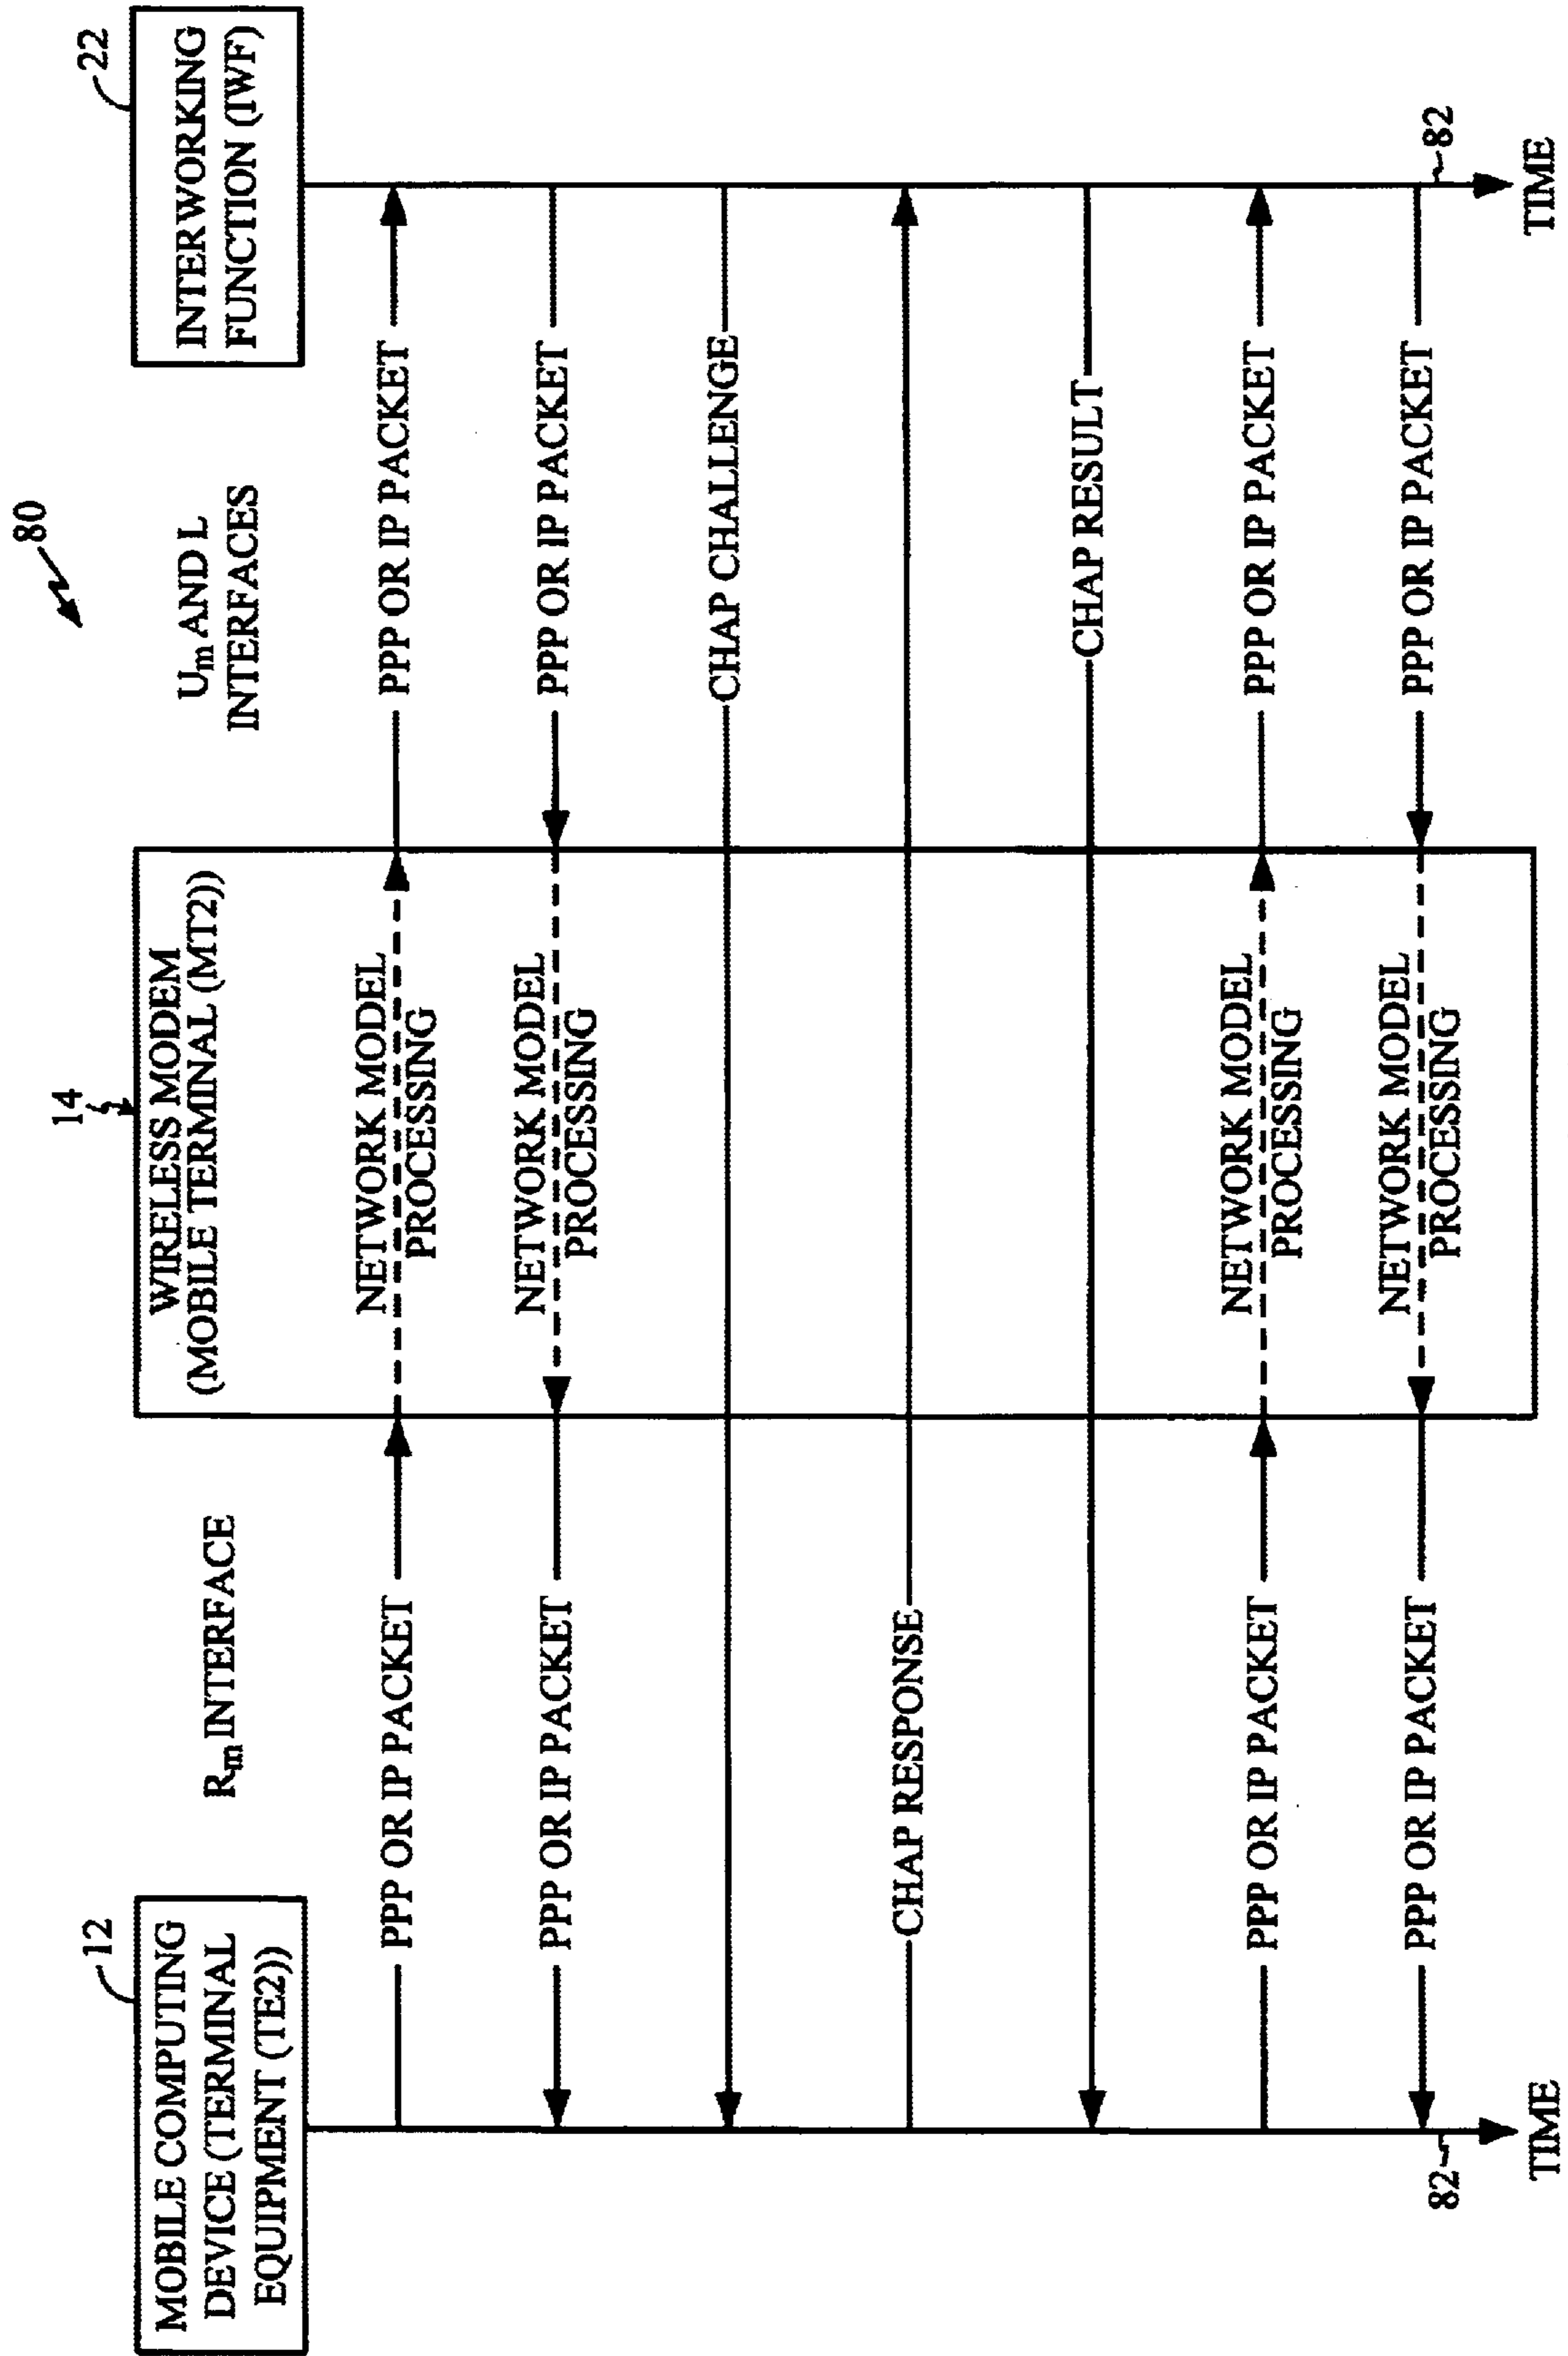 80
12
MOBILE COMPUTING
DEVICE (TERMINAL
EQUIPMENT (TE2))
Rm INTERFACE
14
WIRELESS MODEM
(MOBILE TERMINAL (MT2))
Um AND L
INTERFACES
22
INTERWORKING
FUNCTION (IWF)
PPP OR IP PACKET
NETWORK MODEL
PROCESSING
PPP OR IP PACKET
PPP OR IP PACKET
NETWORK MODEL
PROCESSING
PPP OR IP PACKET
CHAP CHALLENGE
CHAP RESPONSE
CHAP RESULT
PPP OR IP PACKET
NETWORK MODEL
PROCESSING
PPP OR IP PACKET
PPP OR IP PACKET
NETWORK MODEL
PROCESSING
PPP OR IP PACKET
82
TIME
82
TIME